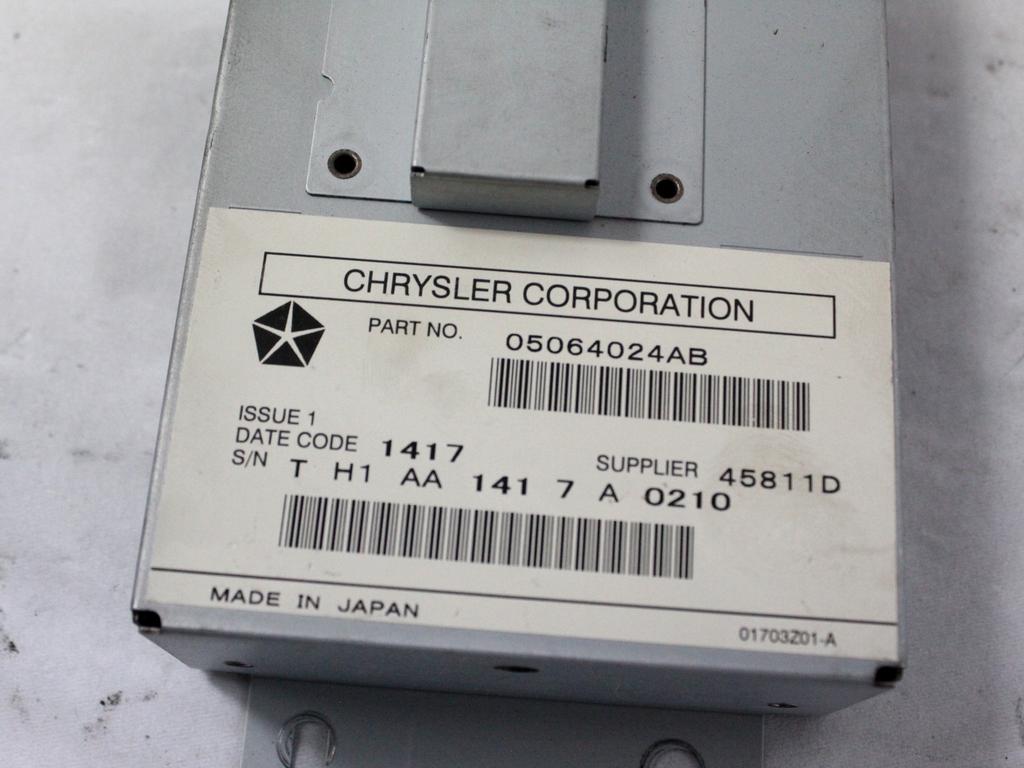 CHRYSLER CORPORATION
PART NO. 05064024AB
ISSUE 1
DATE CODE 1417 SUPPLIER 45811D
S/N T H1 AA 141 7 A 0210
MADE IN JAPAN
01703Z01-A